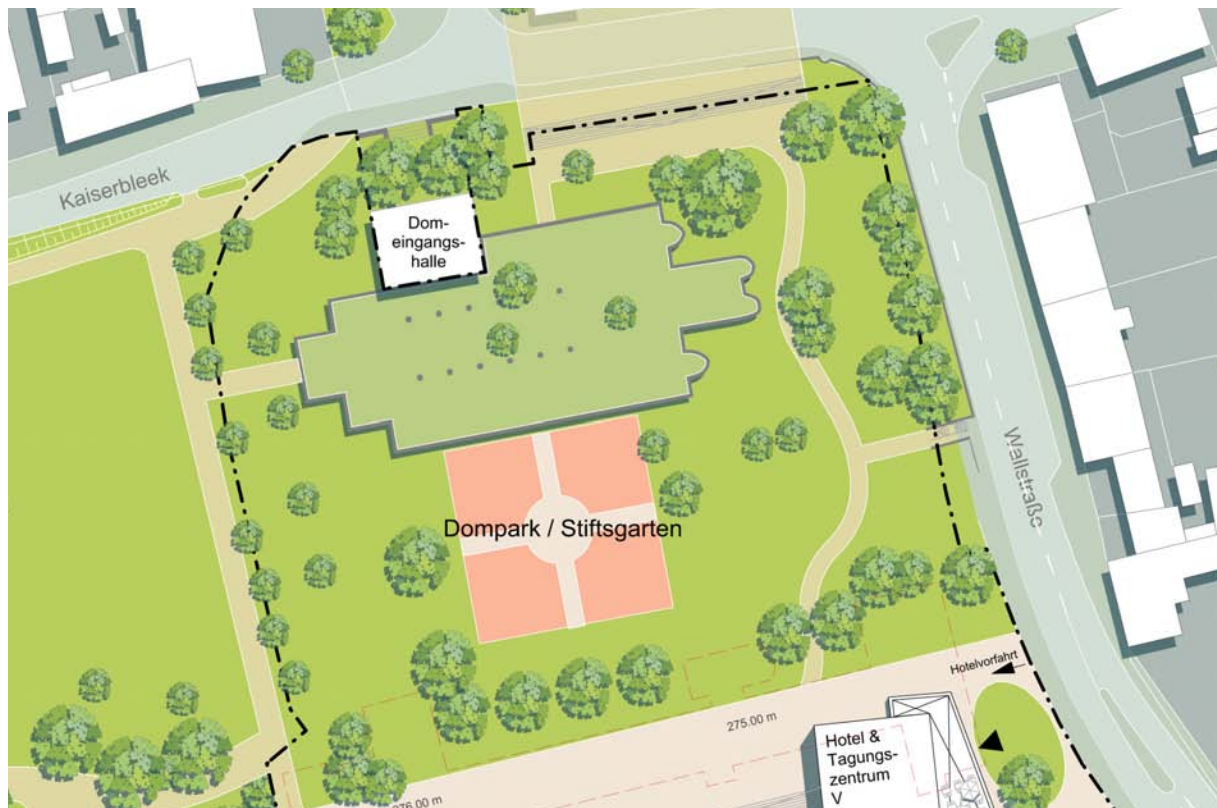 Kaiserbleek
Dom-
eingangs-
halle
Wallstraße
Dompark / Stiftsgarten
Hotelvorfahrt
275.00 m
Hotel &
Tagungs-
zentrum
V
276.00 m